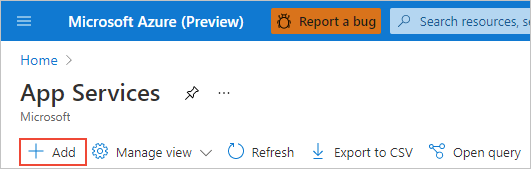 Microsoft Azure (Preview) Report a bug Search resources, se
Home
App Services
Microsoft
Add Manage view Refresh Export to CSV Open query